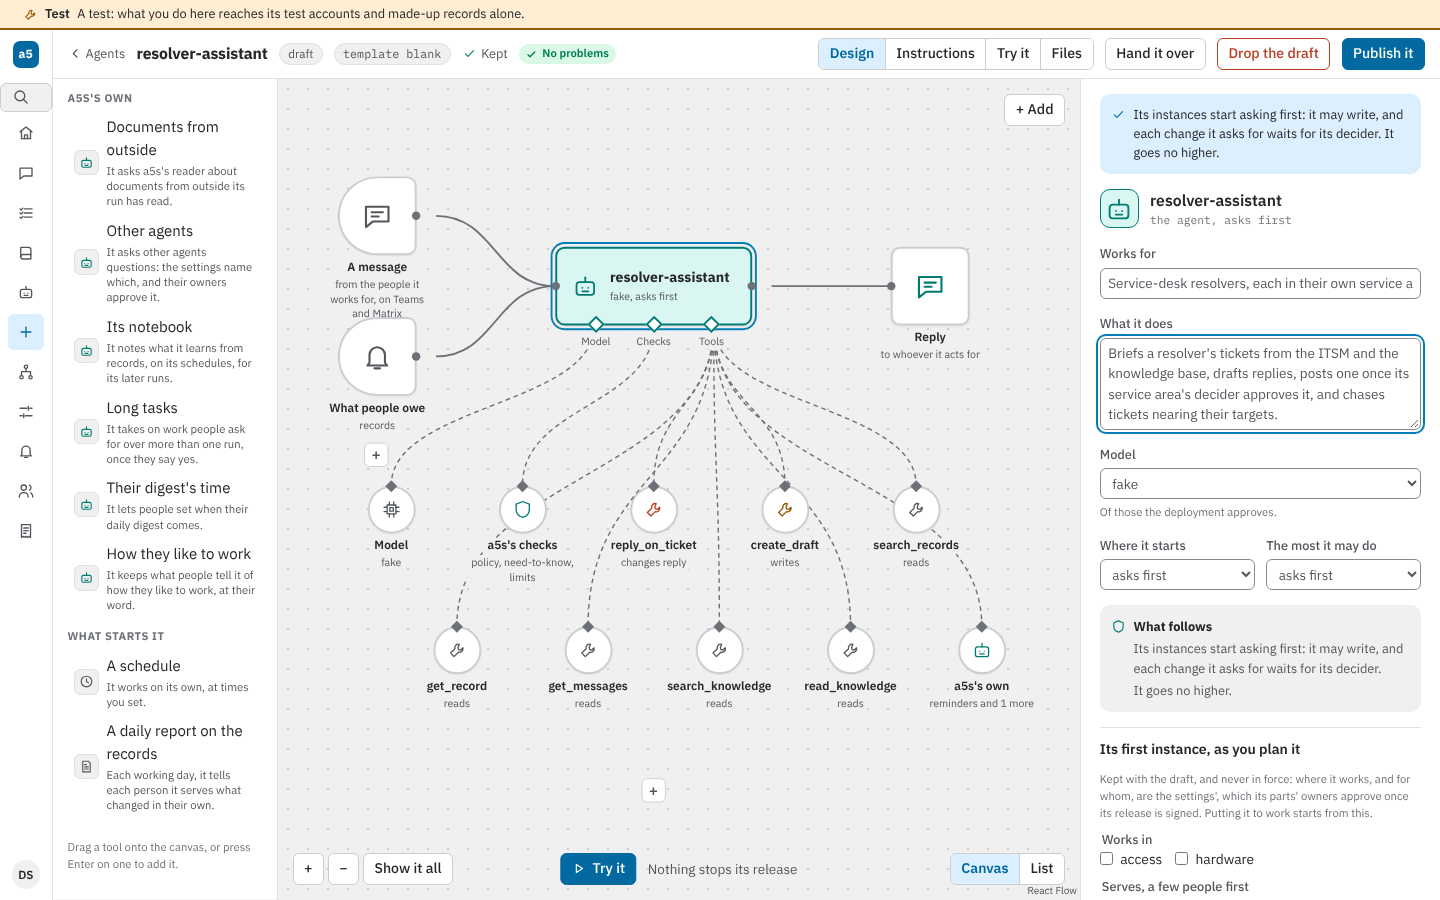 Test A test: what you do here reaches its test accounts and made-up records alone.
a5
Agents
resolver-assistant
draft
template blank
Kept
No problems
Design
Instructions
Try it
Files
Hand it over
Drop the draft
Publish it
A5S'S OWN
Documents from
outside
It asks a5s's reader about
documents from outside its
run has read.
Other agents
It asks other agents
questions: the settings name
which, and their owners
approve it.
Its notebook
It notes what it learns from
records, on its schedules, for
its later runs.
Long tasks
It takes on work people ask
for over more than one run,
once they say yes.
Their digest's time
It lets people set when their
daily digest comes.
How they like to work
It keeps what people tell it of
how they like to work, at their
word.
WHAT STARTS IT
A schedule
It works on its own, at times
you set.
A daily report on the
records
Each working day, it tells
each person it serves what
changed in their own.
Drag a tool onto the canvas, or press
Enter on one to add it.
DS
+ Add
A message
from the people it
works for, on Teams
and Matrix
What people owe
records
+
resolver-assistant
fake, asks first
Model
Checks
Tools
Reply
to whoever it acts for
Model
fake
a5s's checks
policy, need-to-know,
limits
reply_on_ticket
changes reply
create_draft
writes
search_records
reads
get_record
reads
get_messages
reads
search_knowledge
reads
read_knowledge
reads
a5s's own
reminders and 1 more
+
+
−
Show it all
Try it
Nothing stops its release
Canvas
List
React Flow
Its instances start asking first: it may write, and
each change it asks for waits for its decider. It
goes no higher.
resolver-assistant
the agent, asks first
Works for
Service-desk resolvers, each in their own service a
What it does
Briefs a resolver's tickets from the ITSM and the
knowledge base, drafts replies, posts one once its
service area's decider approves it, and chases
tickets nearing their targets.
Model
fake
Of those the deployment approves.
Where it starts
The most it may do
asks first
asks first
What follows
Its instances start asking first: it may write, and
each change it asks for waits for its decider.
It goes no higher.
Its first instance, as you plan it
Kept with the draft, and never in force: where it works, and for
whom, are the settings', which its parts' owners approve once
its release is signed. Putting it to work starts from this.
Works in
access
hardware
Serves, a few people first